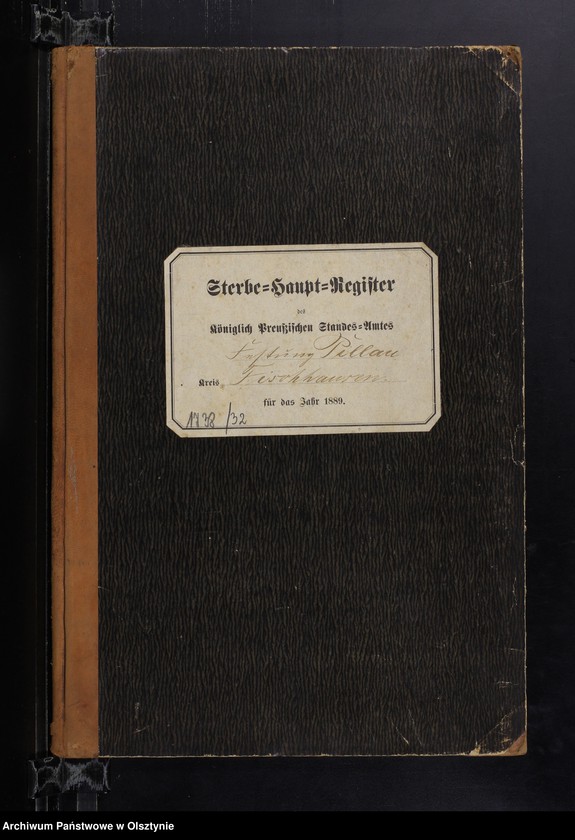 Sterbe=Haupt=Register
des
Königlich Preußischen Standes=Amtes
Festung Pillau
Kreis Fischhausen
für das Jahr 1889.
1738/32
Archiwum Państwowe w Olsztynie